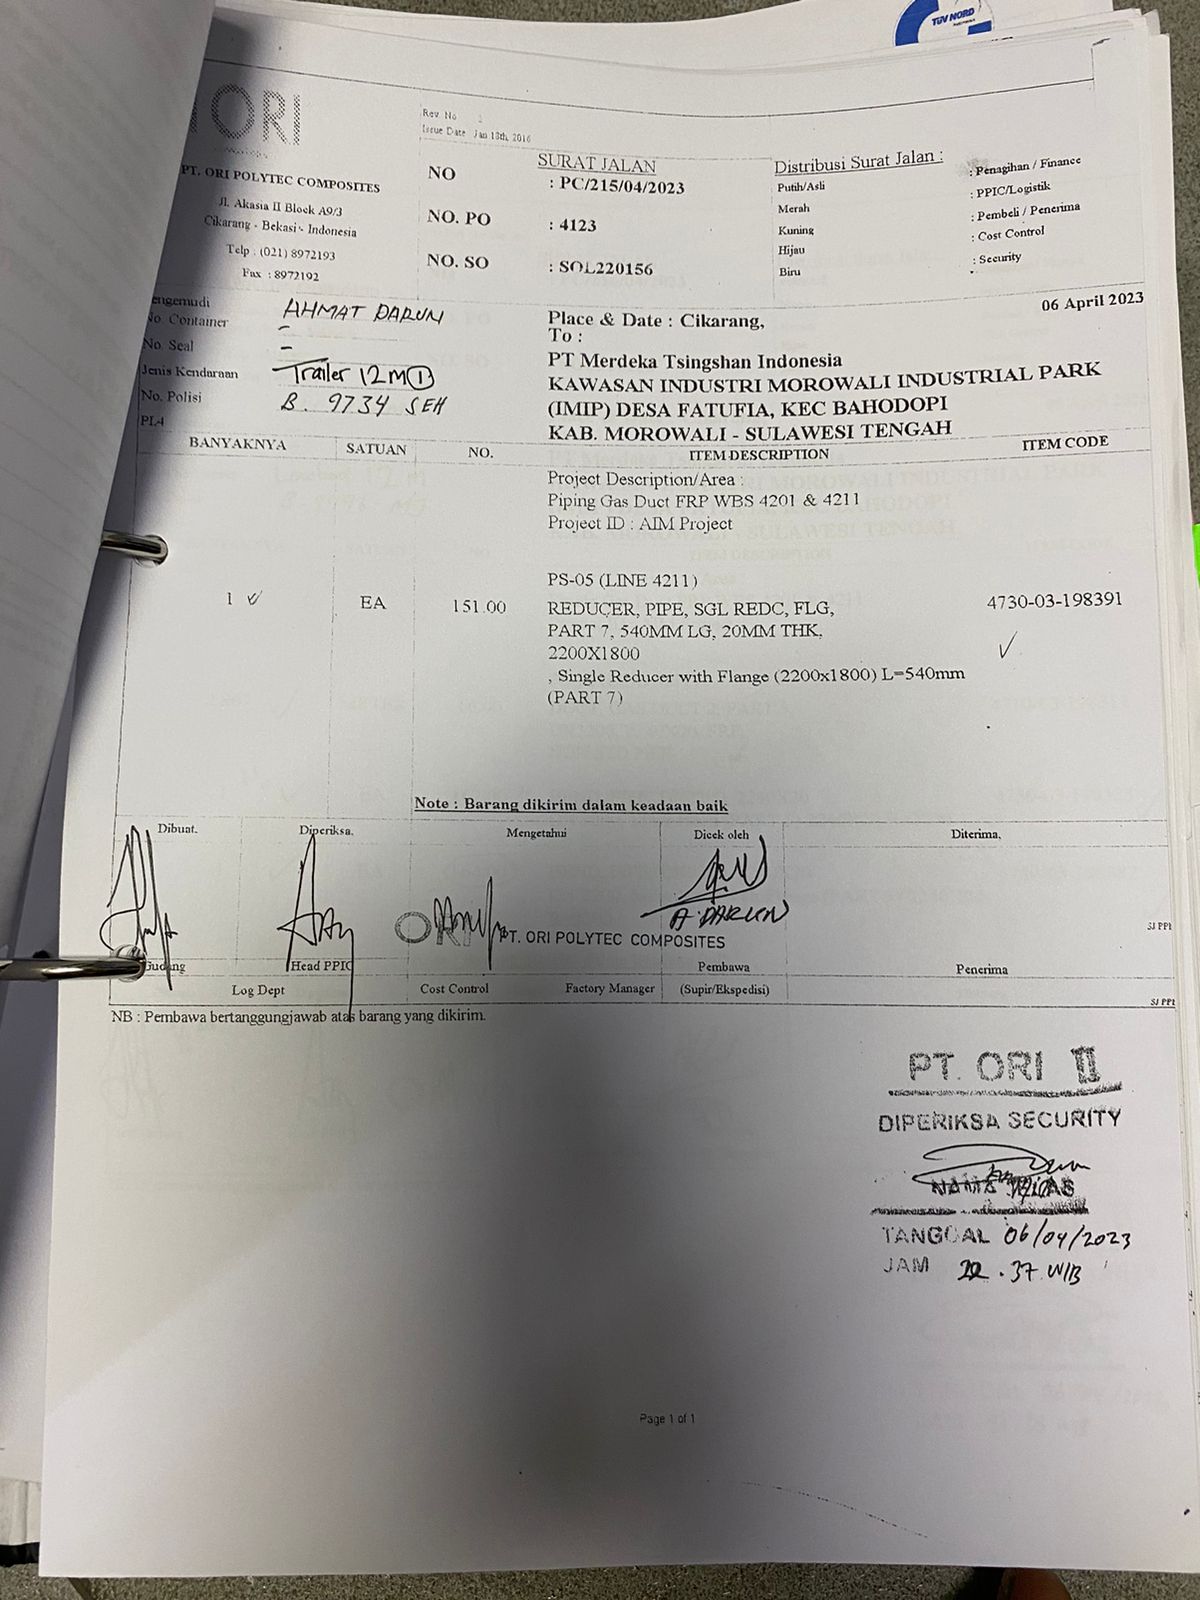 TÜV NORD
ORI
Rev. No 2
Issue Date Jan 13th, 2016
PT. ORI POLYTEC COMPOSITES
Jl. Akasia II Block A9/3
Cikarang - Bekasi - Indonesia
Telp . (021) 8972193
Fax : 8972192
SURAT JALAN
NO : PC/215/04/2023
NO. PO : 4123
NO. SO : SOL220156
Distribusi Surat Jalan :
Putih/Asli : Penagihan / Finance
Merah : PPIC/Logistik
Kuning : Pembeli / Penerima
Hijau : Cost Control
Biru : Security
engemudi AHMAT DARUN
No. Container -
No. Seal -
Jenis Kendaraan Trailer 12M 1
No. Polisi B. 9734 SEH
PL4
Place & Date : Cikarang, 06 April 2023
To :
PT Merdeka Tsingshan Indonesia
KAWASAN INDUSTRI MOROWALI INDUSTRIAL PARK
(IMIP) DESA FATUFIA, KEC BAHODOPI
KAB. MOROWALI - SULAWESI TENGAH
BANYAKNYA SATUAN NO. ITEM DESCRIPTION ITEM CODE
Project Description/Area :
Piping Gas Duct FRP WBS 4201 & 4211
Project ID : AIM Project
PS-05 (LINE 4211)
1 EA 151.00 REDUCER, PIPE, SGL REDC, FLG, 4730-03-198391
PART 7, 540MM LG, 20MM THK,
2200X1800
, Single Reducer with Flange (2200x1800) L=540mm
(PART 7)
Note : Barang dikirim dalam keadaan baik
Dibuat. Diperiksa. Mengetahui Dicek oleh Diterima,
A. DARUN
ORI PT. ORI POLYTEC COMPOSITES
SJ PPI
Gudang Head PPIC Pembawa Penerima
Log Dept Cost Control Factory Manager (Supir/Ekspedisi)
SJ PPI
NB : Pembawa bertanggungjawab atas barang yang dikirim.
PT. ORI II
DIPERIKSA SECURITY
TANGGAL 06/04/2023
JAM 22.37 WIB
Page 1 of 1